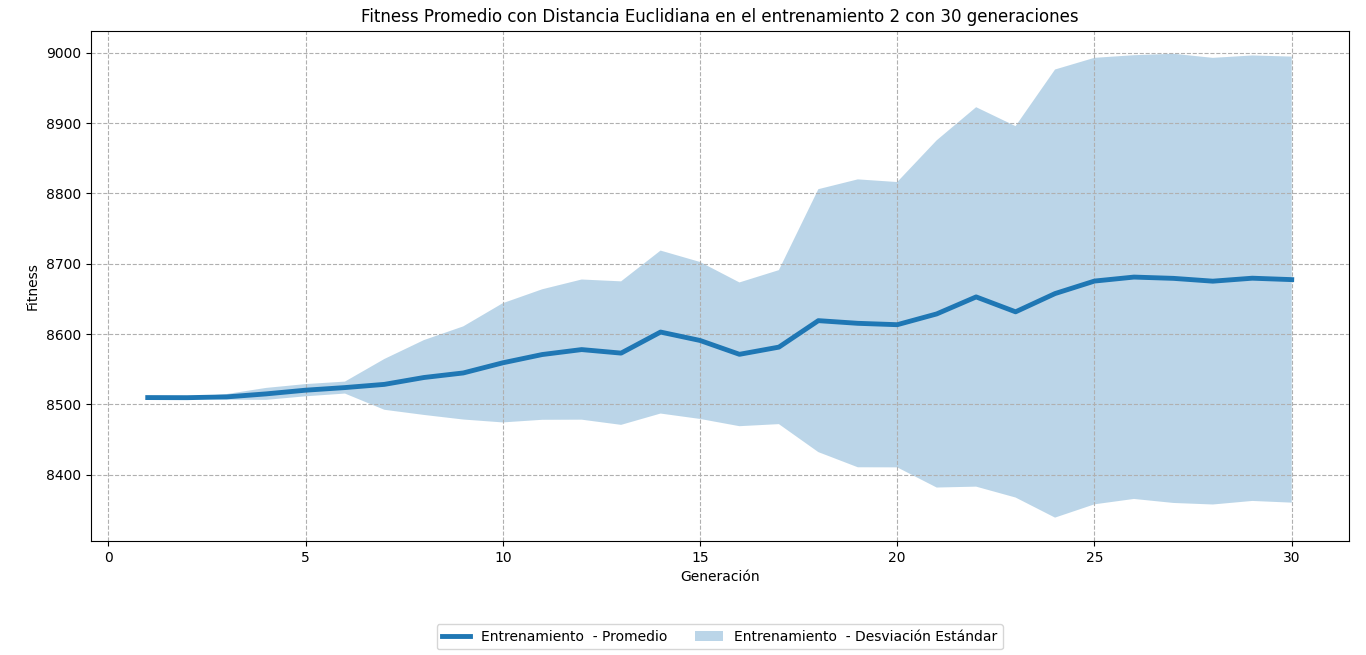 Fitness Promedio con Distancia Euclidiana en el entrenamiento 2 con 30 generaciones
9000
8900
8800
8700
8600
8500
8400
Fitness
0 5 10 15 20 25 30
Generación
Entrenamiento  - Promedio Entrenamiento  - Desviación Estándar